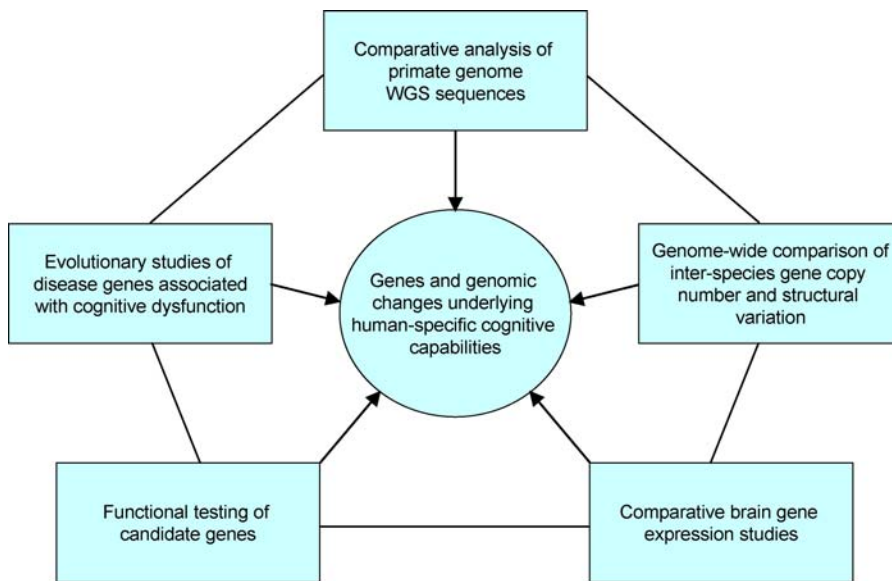 Comparative analysis of
primate genome
WGS sequences
Evolutionary studies of
disease genes associated
with cognitive dysfunction
Genes and genomic
changes underlying
human-specific cognitive
capabilities
Genome-wide comparison of
inter-species gene copy
number and structural
variation
Functional testing of
candidate genes
Comparative brain gene
expression studies